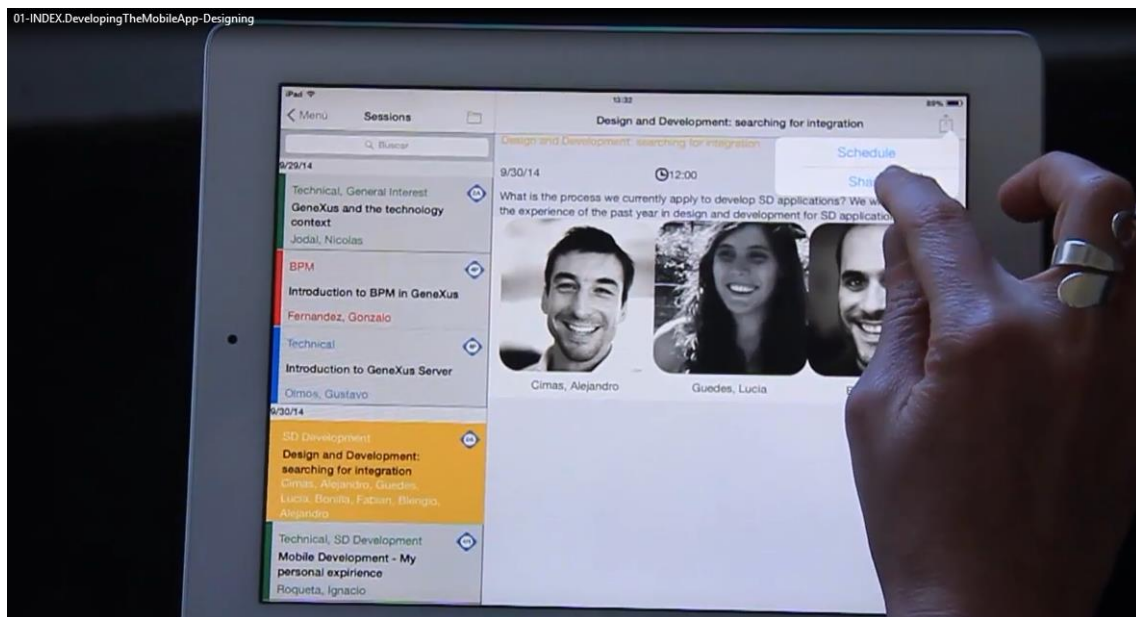 01-INDEX.DevelopingTheMobileApp-Designing
iPad
13:32
89%
Menú
Sessions
Design and Development: searching for integration
Buscar
9/29/14
Technical, General Interest
GeneXus and the technology
context
Jodal, Nicolas
BPM
Introduction to BPM in GeneXus
Fernandez, Gonzalo
Technical
Introduction to GeneXus Server
Olmos, Gustavo
9/30/14
SD Development
Design and Development:
searching for integration
Cimas, Alejandro, Guedes,
Lucia, Bonilla, Fabian, Blengio,
Alejandro
Technical, SD Development
Mobile Development - My
personal expirience
Roqueta, Ignacio
Design and Development: searching for integration
9/30/14
12:00
What is the process we currently apply to develop SD applications? We
the experience of the past year in design and development for SD
Schedule
Cimas, Alejandro
Guedes, Lucia